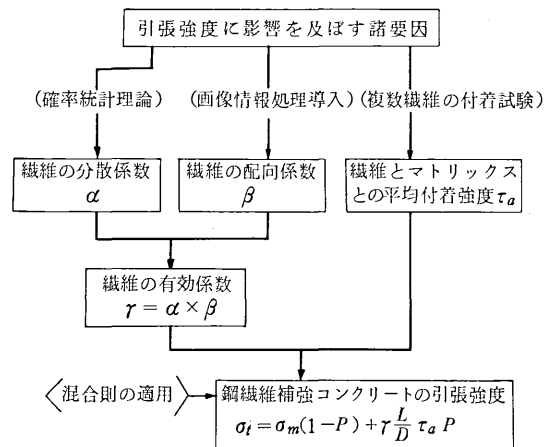 引張強度に影響を及ぼす諸要因
(確率統計理論)
(画像情報処理導入)
(複数繊維の付着試験)
繊維の分散係数
α
繊維の配向係数
β
繊維とマトリックス
との平均付着強度τa
繊維の有効係数
γ = α × β
混合則の適用
鋼繊維補強コンクリートの引張強度
σt = σm(1−P) + γ L/D τa P